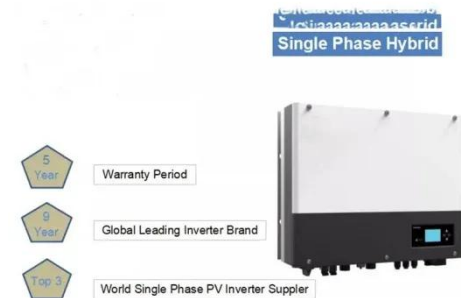 Single Phase Hybrid
5
Year
Warranty Period
9
Year
Global Leading Inverter Brand
Top 3
World Single Phase PV Inverter Suppler